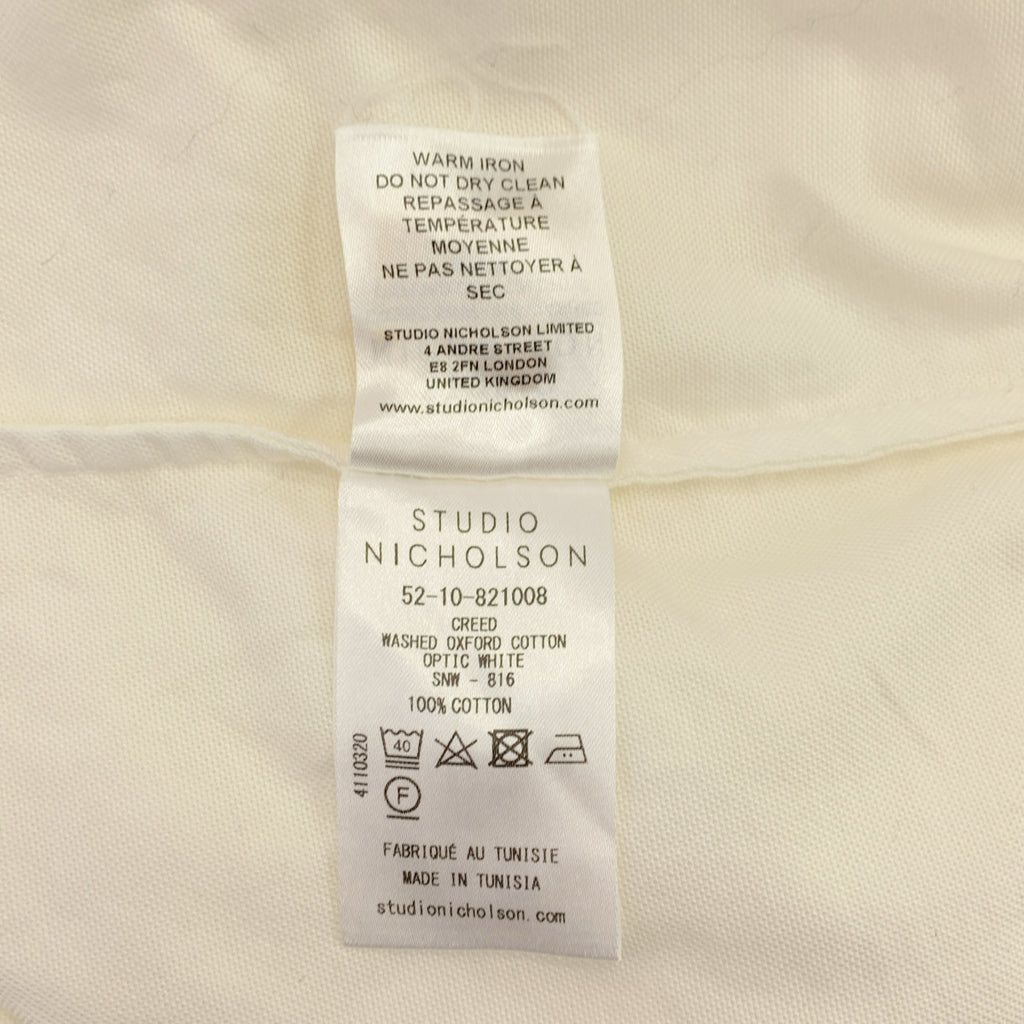 WARM IRON
DO NOT DRY CLEAN
REPASSAGE À
TEMPÉRATURE
MOYENNE
NE PAS NETTOYER À
SEC
STUDIO NICHOLSON LIMITED
4 ANDRE STREET
E8 2FN LONDON
UNITED KINGDOM
www.studionicholson.com
STUDIO
NICHOLSON
52-10-821008
CREED
WASHED OXFORD COTTON
OPTIC WHITE
SNW - 816
100% COTTON
40
4110320
F
FABRIQUÉ AU TUNISIE
MADE IN TUNISIA
studionicholson.com